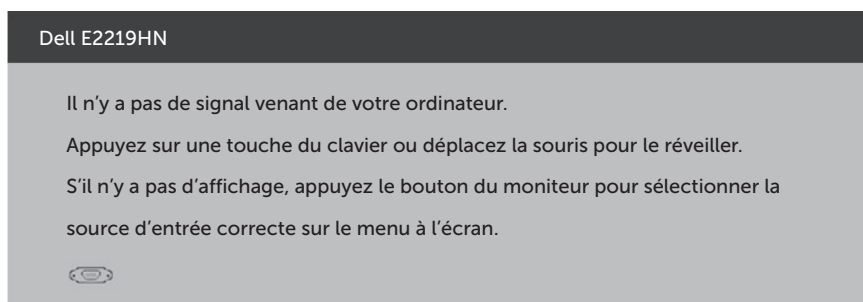 Dell E2219HN
Il n’y a pas de signal venant de votre ordinateur.
Appuyez sur une touche du clavier ou déplacez la souris pour le réveiller.
S’il n’y a pas d’affichage, appuyez le bouton du moniteur pour sélectionner la
source d’entrée correcte sur le menu à l’écran.